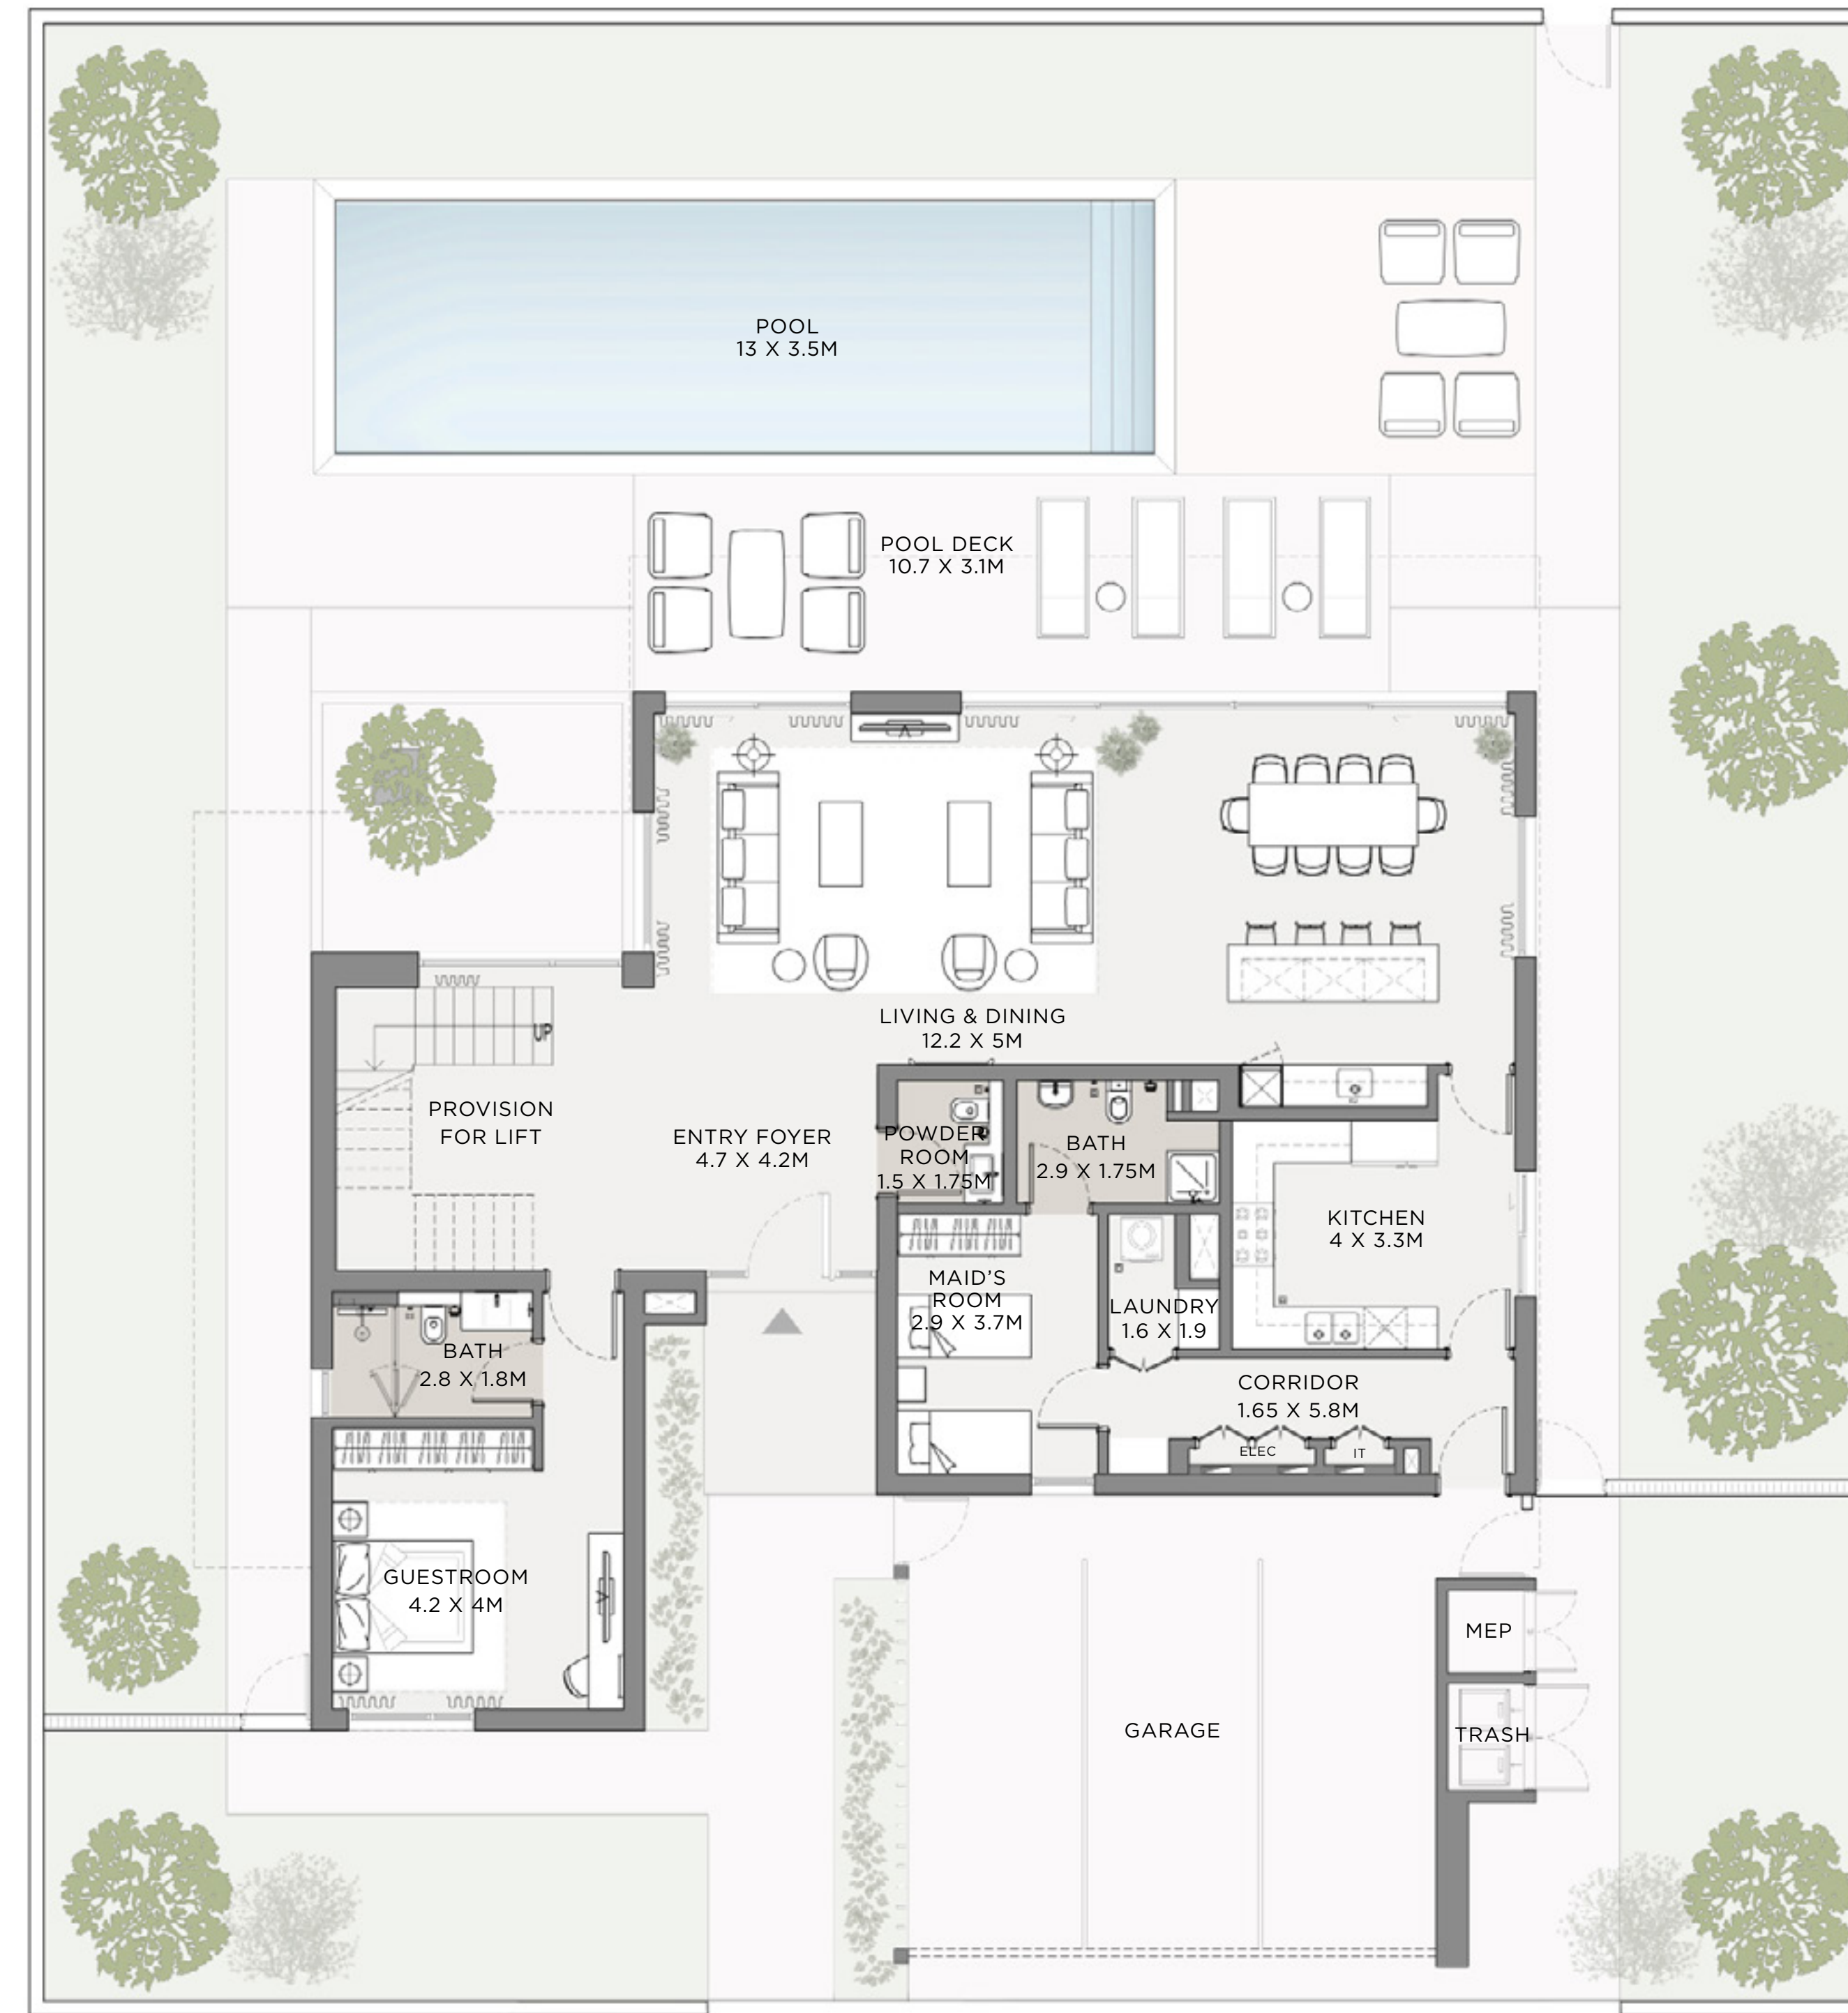 POOL
13 X 3.5M
POOL DECK
10.7 X 3.1M
LIVING & DINING
12.2 X 5M
UP
PROVISION
FOR LIFT
ENTRY FOYER
4.7 X 4.2M
POWDER
ROOM
1.5 X 1.75M
BATH
2.9 X 1.75M
KITCHEN
4 X 3.3M
MAID'S
ROOM
2.9 X 3.7M
LAUNDRY
1.6 X 1.9
BATH
2.8 X 1.8M
CORRIDOR
1.65 X 5.8M
ELEC
IT
GUESTROOM
4.2 X 4M
MEP
GARAGE
TRASH